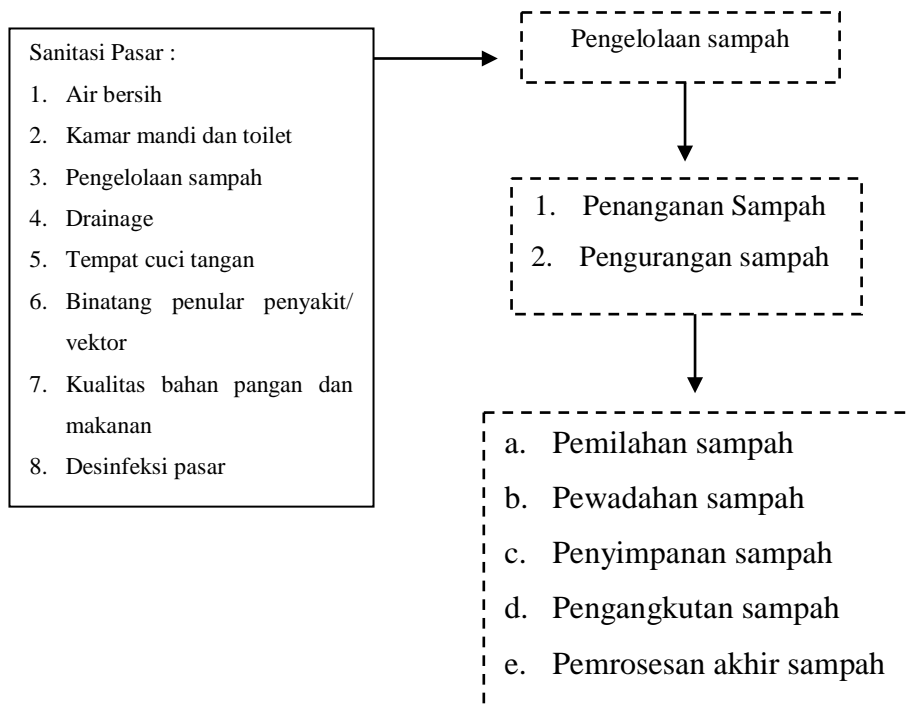 Sanitasi Pasar :
1. Air bersih
2. Kamar mandi dan toilet
3. Pengelolaan sampah
4. Drainage
5. Tempat cuci tangan
6. Binatang penular penyakit/
vektor
7. Kualitas bahan pangan dan
makanan
8. Desinfeksi pasar
Pengelolaan sampah
1. Penanganan Sampah
2. Pengurangan sampah
a. Pemilahan sampah
b. Pewadahan sampah
c. Penyimpanan sampah
d. Pengangkutan sampah
e. Pemrosesan akhir sampah